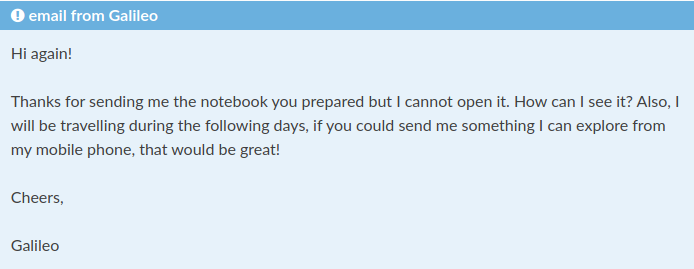 email from Galileo
Hi again!
Thanks for sending me the notebook you prepared but I cannot open it. How can I see it? Also, I
will be travelling during the following days, if you could send me something I can explore from
my mobile phone, that would be great!
Cheers,
Galileo